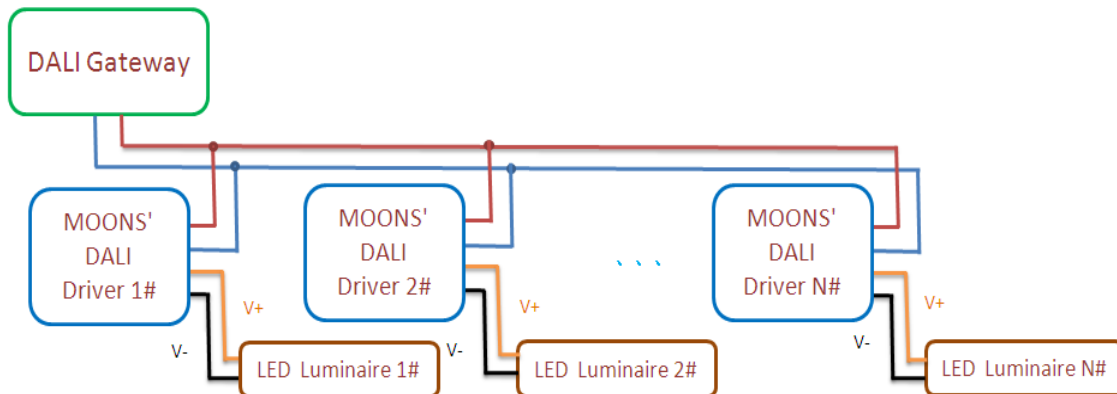 DALI Gateway
MOONS'
DALI
Driver 1#
MOONS'
DALI
Driver 2#
、、、
MOONS'
DALI
Driver N#
V+
V-
V+
V-
V+
V-
LED Luminaire 1#
LED Luminaire 2#
LED Luminaire N#